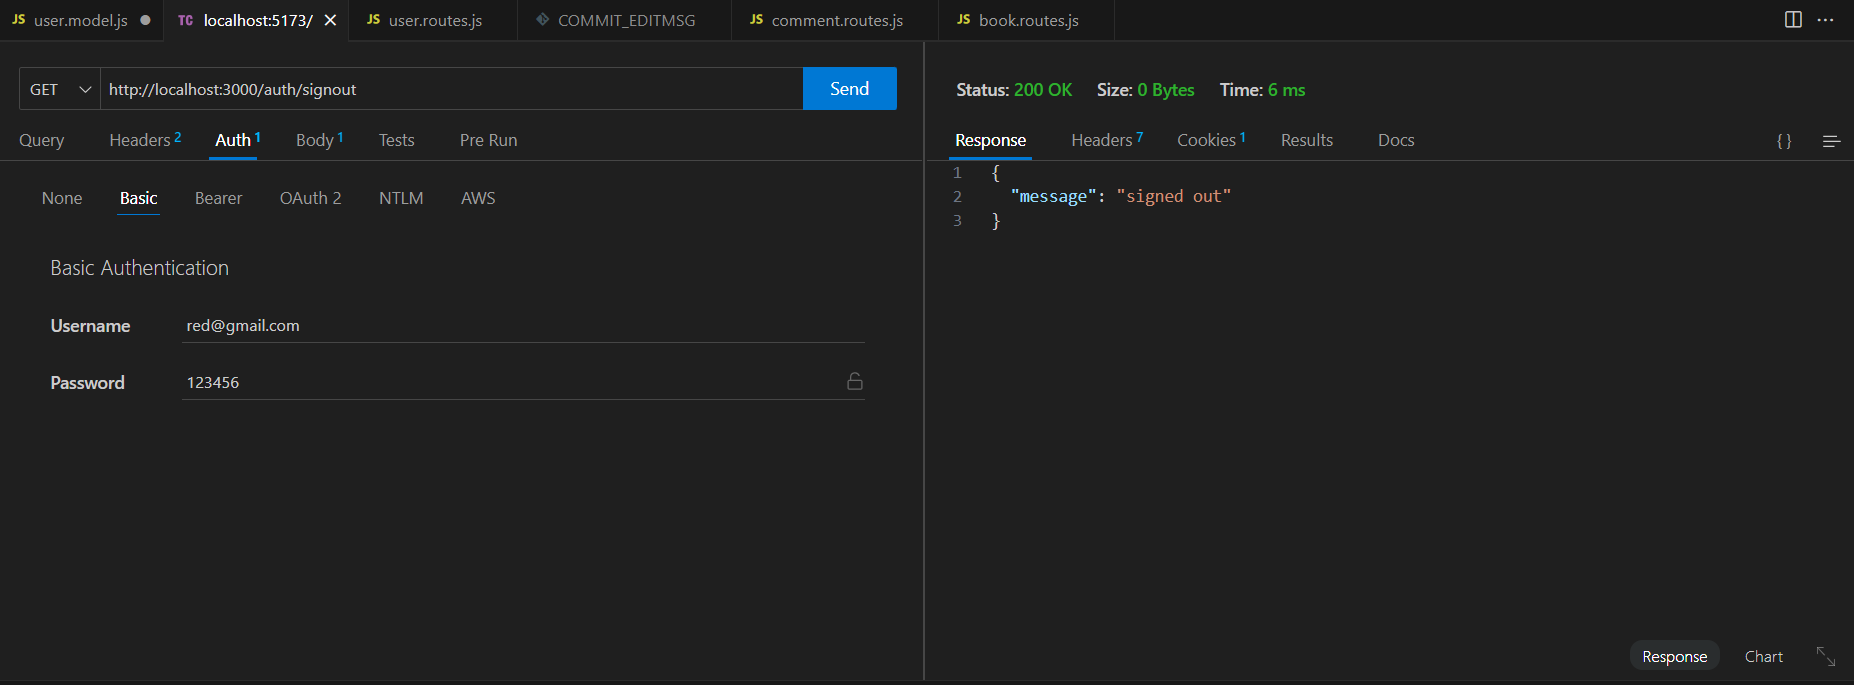 JS user.model.js
TC localhost:5173/
JS user.routes.js
COMMIT_EDITMSG
JS comment.routes.js
JS book.routes.js
GET http://localhost:3000/auth/signout Send
Query Headers 2 Auth 1 Body 1 Tests Pre Run
None Basic Bearer OAuth 2 NTLM AWS
Basic Authentication
Username red@gmail.com
Password 123456
Status: 200 OK Size: 0 Bytes Time: 6 ms
Response Headers 7 Cookies 1 Results Docs { }
1 {
2 "message": "signed out"
3 }
Response Chart